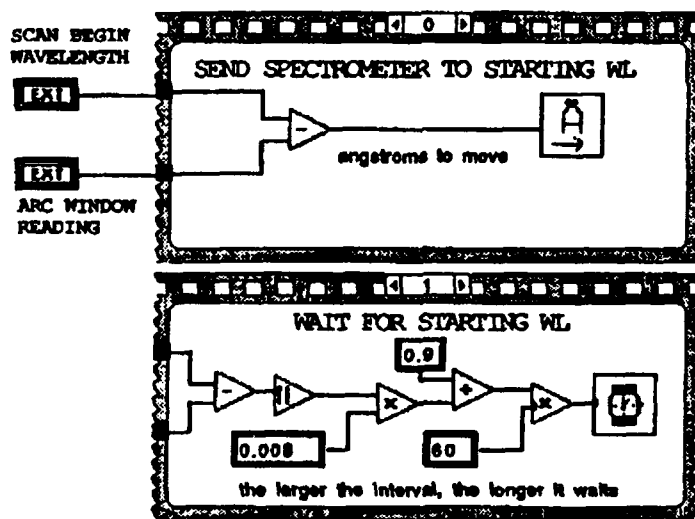 SCAN BEGIN
WAVELENGTH
EXT
EXT
ARC WINDOW
READING
0
SEND SPECTROMETER TO STARTING WL
-
Å
angstroms to move
1
WAIT FOR STARTING WL
0.9
-
| |
x
+
x
0.008
60
the larger the interval, the longer it waits